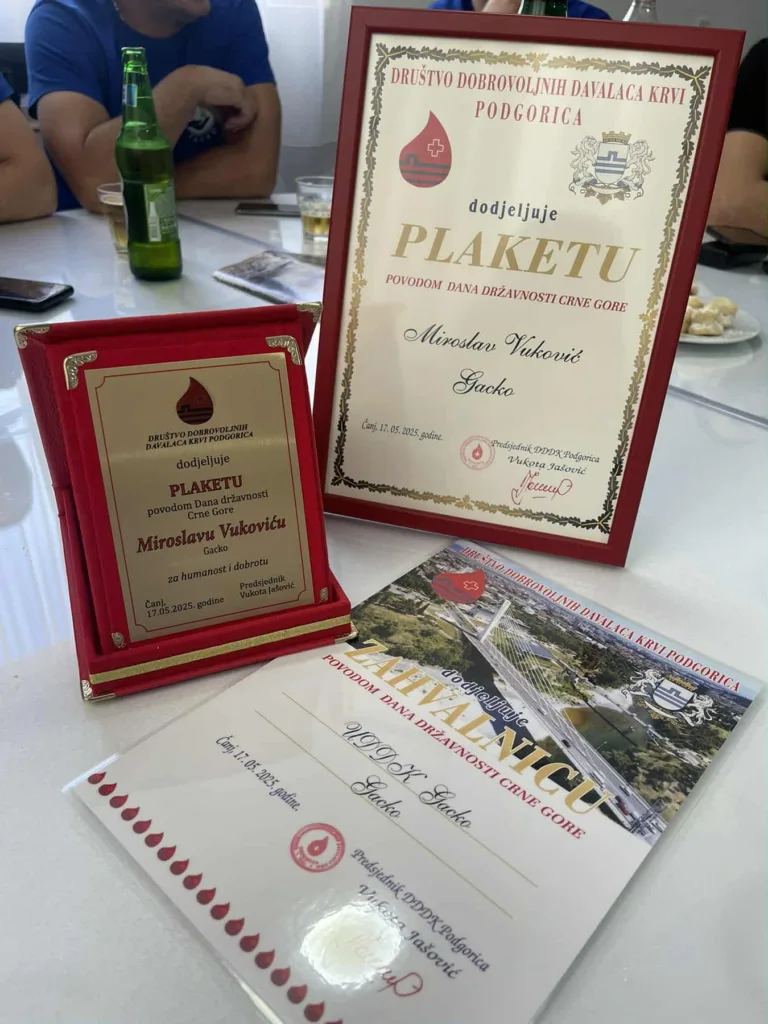 DRUŠTVO DOBROVOLJNIH DAVALACA KRVI
PODGORICA
dodjeljuje
PLAKETU
POVODOM DANA DRŽAVNOSTI CRNE GORE
Miroslav Vuković
Gacko
Čanj, 17. 05. 2025. godine.
Predsjednik DDDK Podgorica
Vukota Jašović
DRUŠTVO DOBROVOLJNIH
DAVALACA KRVI PODGORICA
dodjeljuje
PLAKETU
povodom Dana državnosti
Crne Gore
Miroslavu Vukoviću
Gacko
za humanost i dobrotu
Čanj,
17.05.2025. godine
Predsjednik
Vukota Jašović
DRUŠTVO DOBROVOLJNIH DAVALACA KRVI PODGORICA
dodjeljuje
ZAHVALNICU
POVODOM DANA DRŽAVNOSTI CRNE GORE
UDDK Gacko
Gacko
Čanj, 17. 05. 2025. godine.
Predsjednik DDDK Podgorica
Vukota Jašović